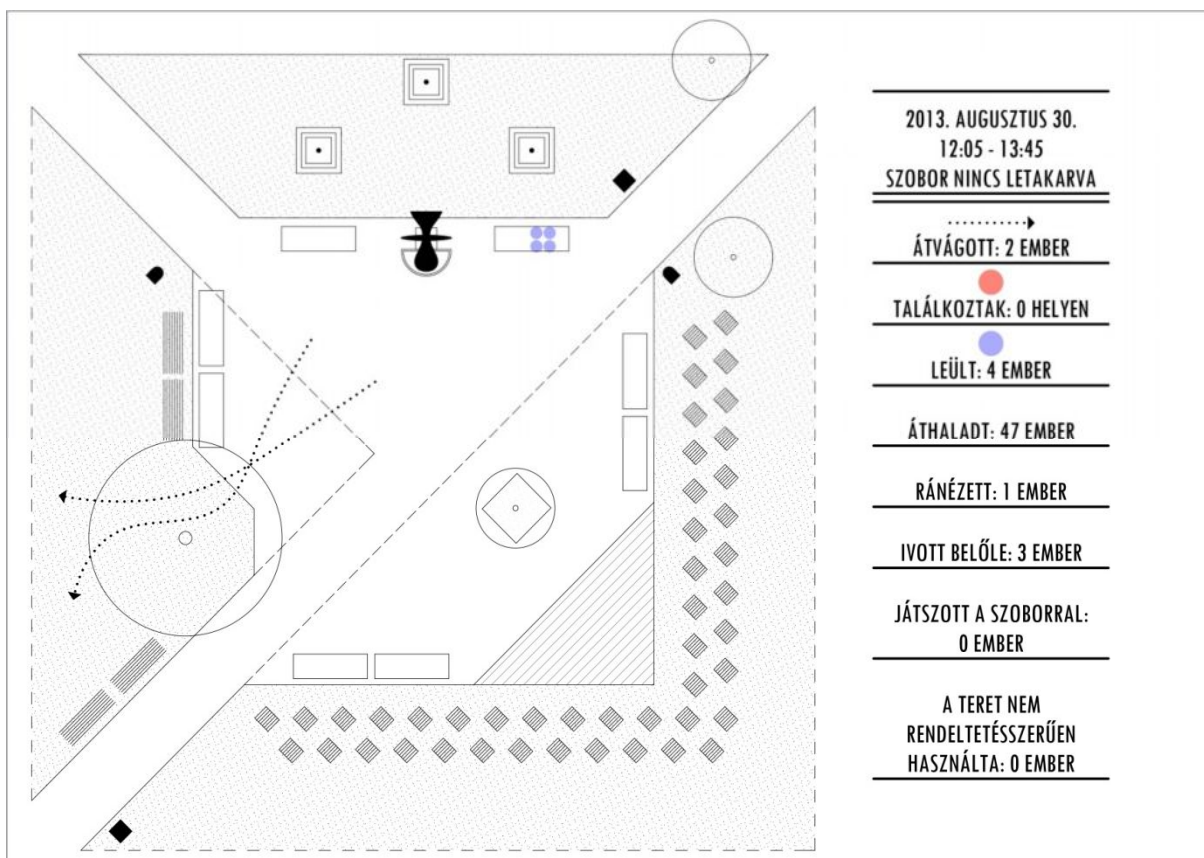 2013. AUGUSZTUS 30.
12:05 - 13:45
SZOBOR NINCS LETAKARVA
ÁTVÁGOTT: 2 EMBER
TALÁLKOZTAK: 0 HELYEN
LEÜLT: 4 EMBER
ÁTHALADT: 47 EMBER
RÁNÉZETT: 1 EMBER
IVOTT BELŐLE: 3 EMBER
JÁTSZOTT A SZOBORRAL:
0 EMBER
A TERET NEM
RENDELTETÉSSZERŰEN
HASZNÁLTA: 0 EMBER